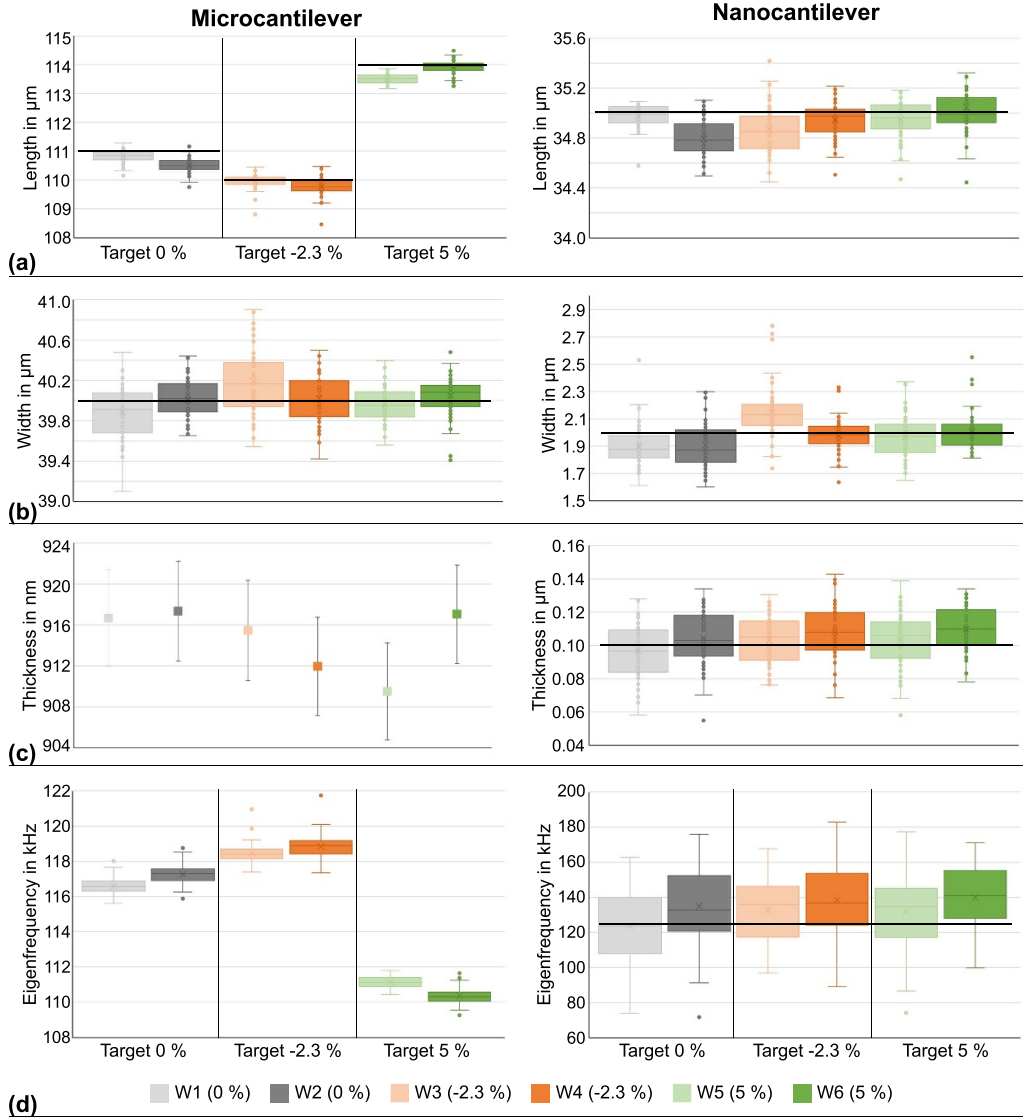 Microcantilever
Nanocantilever
Length in µm
115
114
113
112
111
110
109
108
Target 0 %
Target -2.3 %
Target 5 %
Length in µm
35.6
35.2
34.8
34.4
34.0
(a)
Width in µm
41.0
40.6
40.2
39.8
39.4
39.0
Width in µm
2.9
2.7
2.5
2.3
2.1
1.9
1.7
1.5
(b)
Thickness in nm
924
920
916
912
908
904
Thickness in µm
0.16
0.14
0.12
0.10
0.08
0.06
0.04
(c)
Eigenfrequency in kHz
122
120
118
116
114
112
110
108
Target 0 %
Target -2.3 %
Target 5 %
Eigenfrequency in kHz
200
180
160
140
120
100
80
60
Target 0 %
Target -2.3 %
Target 5 %
W1 (0 %)
W2 (0 %)
W3 (-2.3 %)
W4 (-2.3 %)
W5 (5 %)
W6 (5 %)
(d)